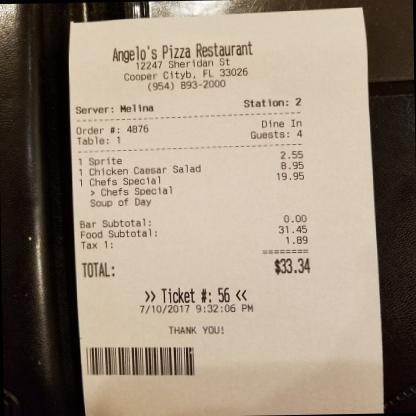 Angelo's Pizza Restaurant
12247 Sheridan St
Cooper Cityb, FL 33026
(954) 893-2000
Server: Melina Station: 2
Order #: 4876 Dine In
Table: 1 Guests: 4
1 Sprite 2.55
1 Chicken Caesar Salad 8.95
1 Chefs Special 19.95
> Chefs Special
Soup of Day
Bar Subtotal: 0.00
Food Subtotal: 31.45
Tax 1: 1.89
========
TOTAL: $33.34
>> Ticket #: 56 <<
7/10/2017 9:32:06 PM
THANK YOU!